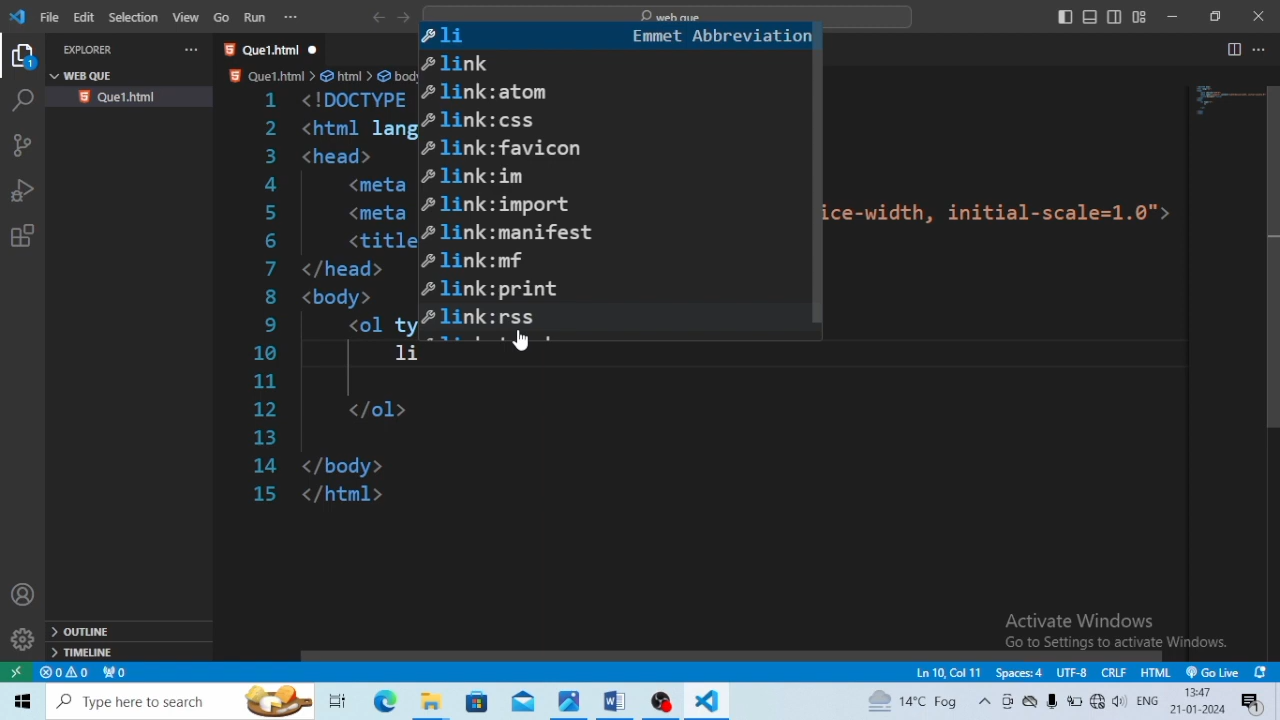 File Edit Selection View Go Run ··· web que
EXPLORER ··· Que1.html
WEB QUE Que1.html > html > body
Que1.html
li Emmet Abbreviation
link
link:atom
link:css
link:favicon
link:im
link:import
link:manifest
link:mf
link:print
link:rss
1 <!DOCTYPE
2 <html lang
3 <head>
4 <meta
5 <meta ice-width, initial-scale=1.0">
6 <title
7 </head>
8 <body>
9 <ol ty
10 li
11
12 </ol>
13
14 </body>
15 </html>
Activate Windows
Go to Settings to activate Windows.
OUTLINE
TIMELINE
0 0 0 Ln 10, Col 11 Spaces: 4 UTF-8 CRLF HTML Go Live
Type here to search 14°C Fog ENG 13:47
21-01-2024